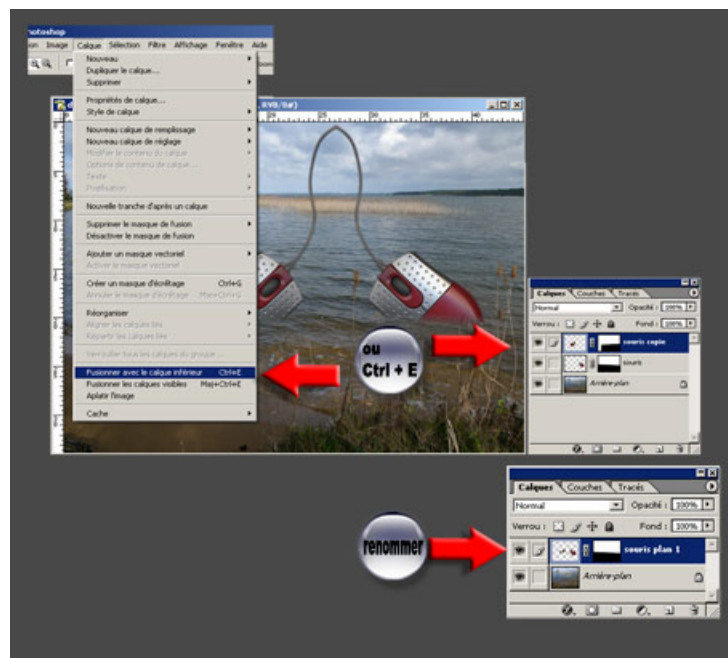 Image Calque Sélection Filtre Affichage Fenêtre Aide
Nouveau
Dupliquer le calque...
Supprimer
Propriétés de calque...
Style de calque
Nouveau calque de remplissage
Nouveau calque de réglage
Modifier le contenu du calque
Options de contenu de calque...
Texte
Pixellisation
Nouvelle tranche d'après un calque
Supprimer le masque de fusion
Désactiver le masque de fusion
Ajouter un masque vectoriel
Activer le masque vectoriel
Créer un masque d'écrêtage Ctrl+G
Annuler le masque d'écrêtage Maj+Ctrl+G
Réorganiser
Aligner les calques liés
Répartir les calques liés
Verrouiller tous les calques du groupe...
Fusionner avec le calque inférieur Ctrl+E
Fusionner les calques visibles Maj+Ctrl+E
Aplatir l'image
Cache
RVB/8#)
20 25 30 35 40
ou
Ctrl + E
Calques Couches Tracés
Normal Opacité : 100%
Verrou : Fond : 100%
souris copie
souris
Arrière-plan
renommer
Calques Couches Tracés
Normal Opacité : 100%
Verrou : Fond : 100%
souris plan 1
Arrière-plan